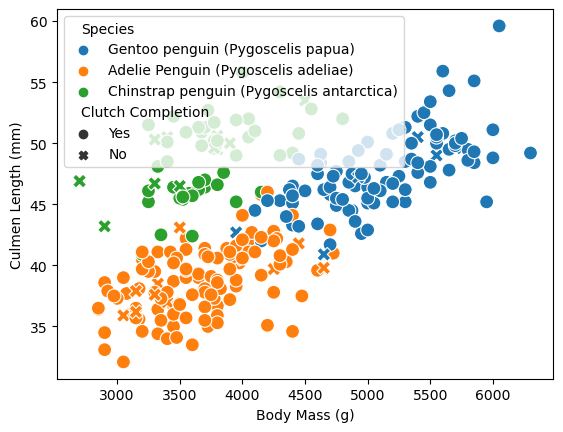 Species
Gentoo penguin (Pygoscelis papua)
Adelie Penguin (Pygoscelis adeliae)
Chinstrap penguin (Pygoscelis antarctica)
Clutch Completion
Yes
No
60
55
50
45
40
35
Culmen Length (mm)
3000 3500 4000 4500 5000 5500 6000
Body Mass (g)